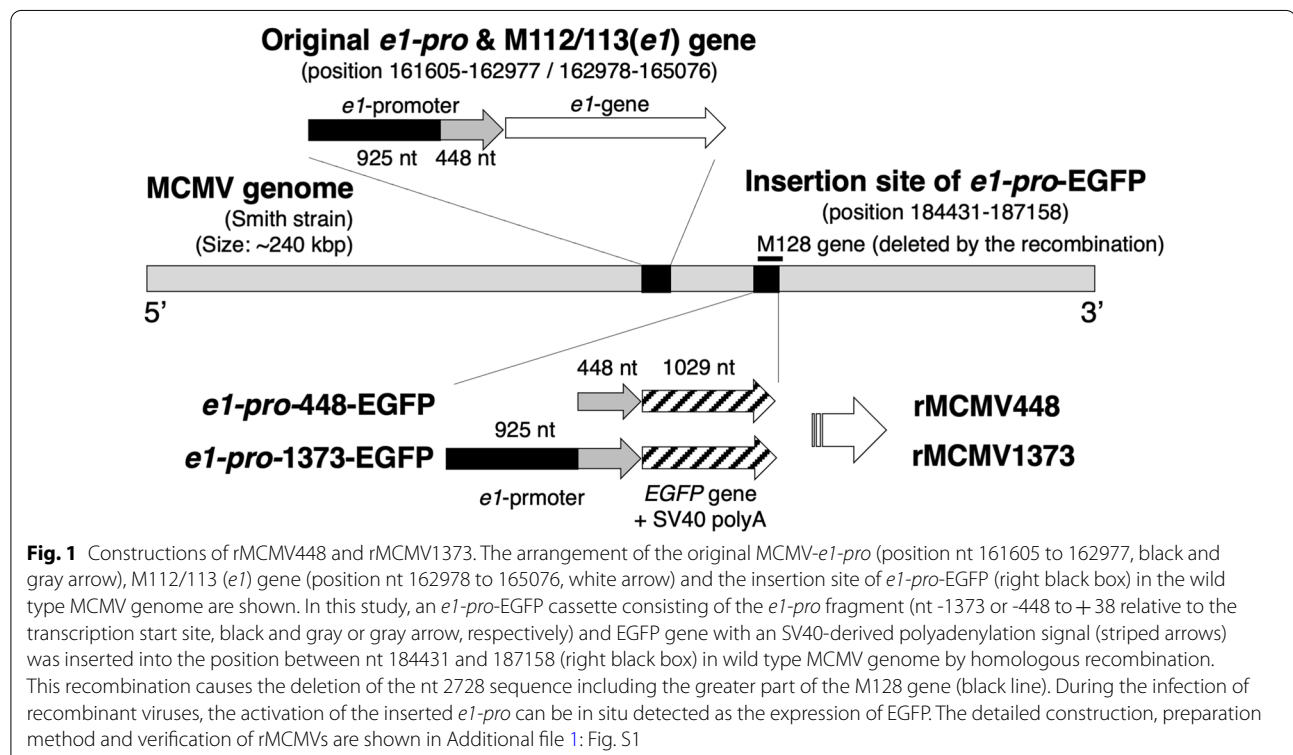 Original e1-pro & M112/113(e1) gene
(position 161605-162977 / 162978-165076)
e1-promoter
e1-gene
925 nt
448 nt
MCMV genome
(Smith strain)
(Size: ~240 kbp)
Insertion site of e1-pro-EGFP
(position 184431-187158)
M128 gene (deleted by the recombination)
5’
3’
448 nt
1029 nt
e1-pro-448-EGFP
rMCMV448
925 nt
e1-pro-1373-EGFP
rMCMV1373
e1-prmoter
EGFP gene
+ SV40 polyA
Fig. 1 Constructions of rMCMV448 and rMCMV1373. The arrangement of the original MCMV-e1-pro (position nt 161605 to 162977, black and
gray arrow), M112/113 (e1) gene (position nt 162978 to 165076, white arrow) and the insertion site of e1-pro-EGFP (right black box) in the wild
type MCMV genome are shown. In this study, an e1-pro-EGFP cassette consisting of the e1-pro fragment (nt -1373 or -448 to + 38 relative to the
transcription start site, black and gray or gray arrow, respectively) and EGFP gene with an SV40-derived polyadenylation signal (striped arrows)
was inserted into the position between nt 184431 and 187158 (right black box) in wild type MCMV genome by homologous recombination.
This recombination causes the deletion of the nt 2728 sequence including the greater part of the M128 gene (black line). During the infection of
recombinant viruses, the activation of the inserted e1-pro can be in situ detected as the expression of EGFP. The detailed construction, preparation
method and verification of rMCMVs are shown in Additional file 1: Fig. S1